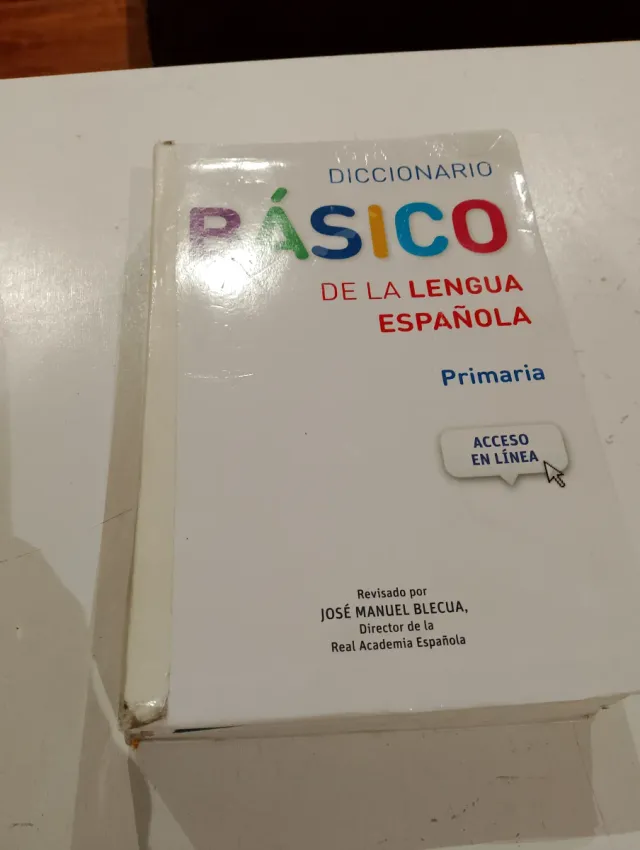 DICCIONARIO
BÁSICO
DE LA LENGUA
ESPAÑOLA
Primaria
ACCESO
EN LÍNEA
Revisado por
JOSÉ MANUEL BLECUA,
Director de la
Real Academia Española